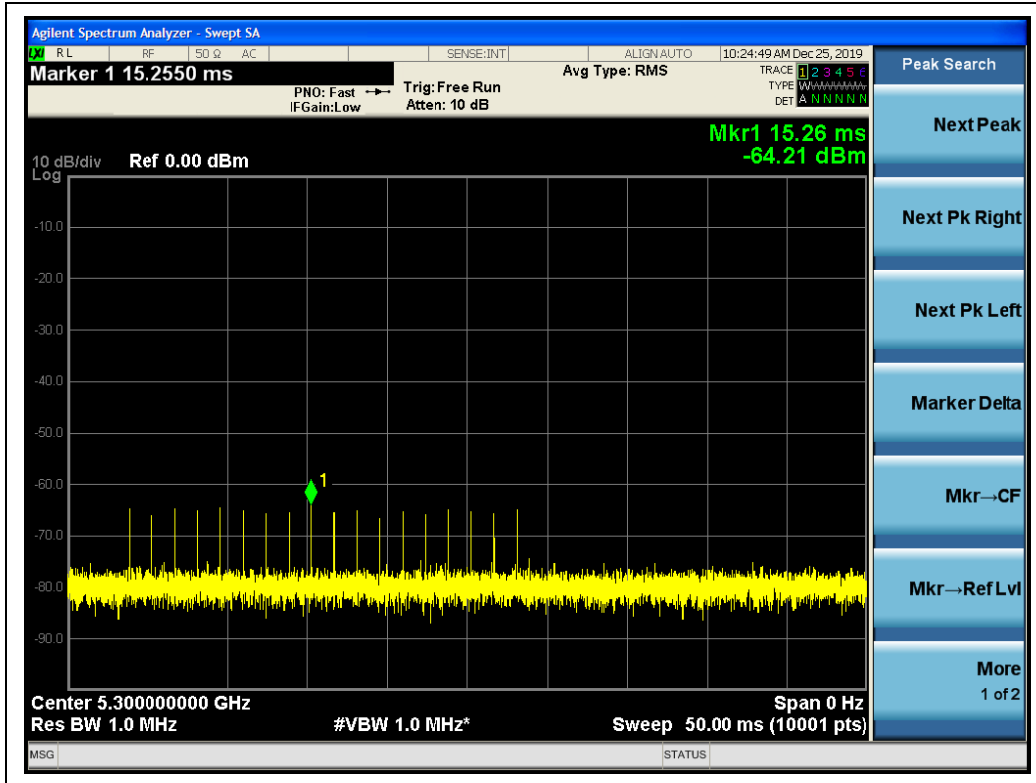 Agilent Spectrum Analyzer - Swept SA
LXI RL RF 50 Ω AC SENSE:INT ALIGN AUTO 10:24:49 AM Dec 25, 2019
Marker 1 15.2550 ms
PNO: Fast
IFGain:Low
Trig: Free Run
Atten: 10 dB
Avg Type: RMS
TRACE 1 2 3 4 5 6
TYPE
DET A N N N N N
Peak Search
Mkr1 15.26 ms
-64.21 dBm
10 dB/div Ref 0.00 dBm
Log
-10.0
-20.0
-30.0
-40.0
-50.0
-60.0
-70.0
-80.0
-90.0
1
Center 5.300000000 GHz Span 0 Hz
Res BW 1.0 MHz #VBW 1.0 MHz* Sweep 50.00 ms (10001 pts)
MSG STATUS
Next Peak
Next Pk Right
Next Pk Left
Marker Delta
Mkr→CF
Mkr→Ref Lvl
More
1 of 2